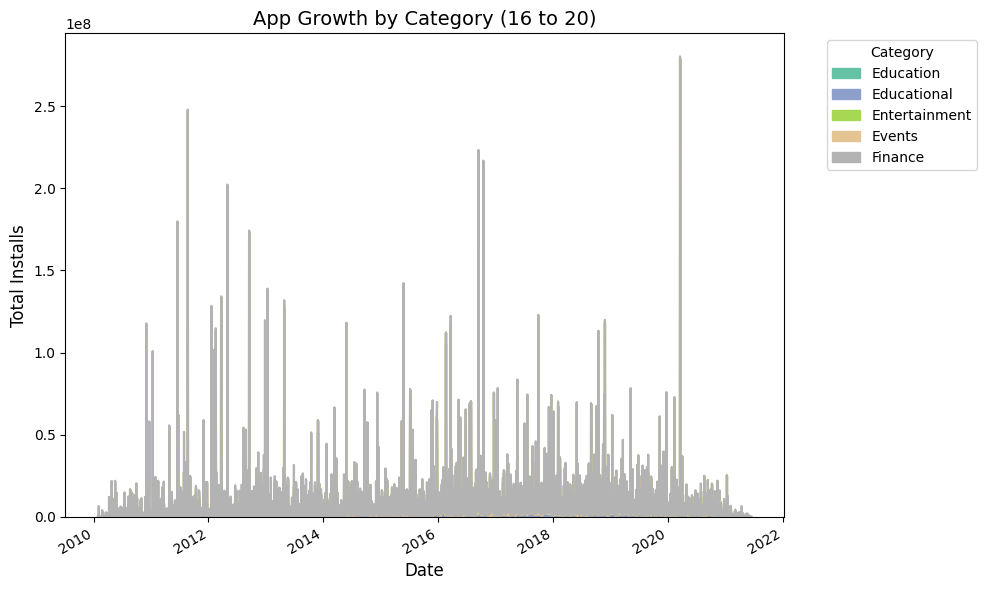 App Growth by Category (16 to 20)
1e8
Total Installs
2.5
2.0
1.5
1.0
0.5
0.0
2010
2012
2014
2016
2018
2020
2022
Date
Category
Education
Educational
Entertainment
Events
Finance